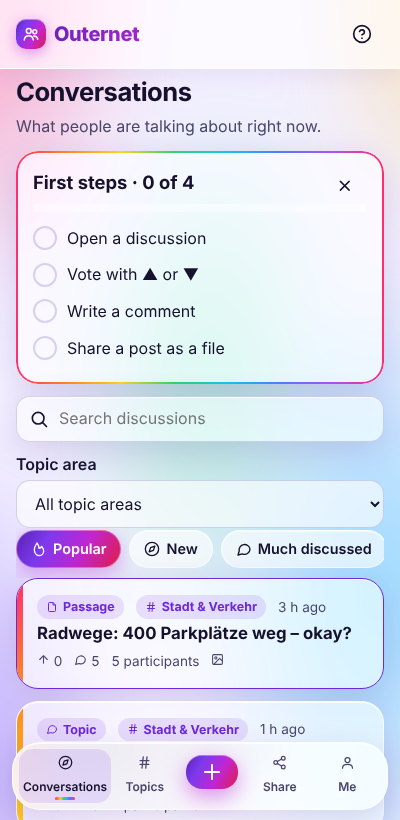 Outernet
Conversations
What people are talking about right now.
First steps · 0 of 4
Open a discussion
Vote with ▲ or ▼
Write a comment
Share a post as a file
Search discussions
Topic area
All topic areas
Popular
New
Much discussed
Passage
# Stadt & Verkehr
3 h ago
Radwege: 400 Parkplätze weg – okay?
↑ 0
5
5 participants
Topic
# Stadt & Verkehr
1 h ago
Conversations
Topics
Share
Me